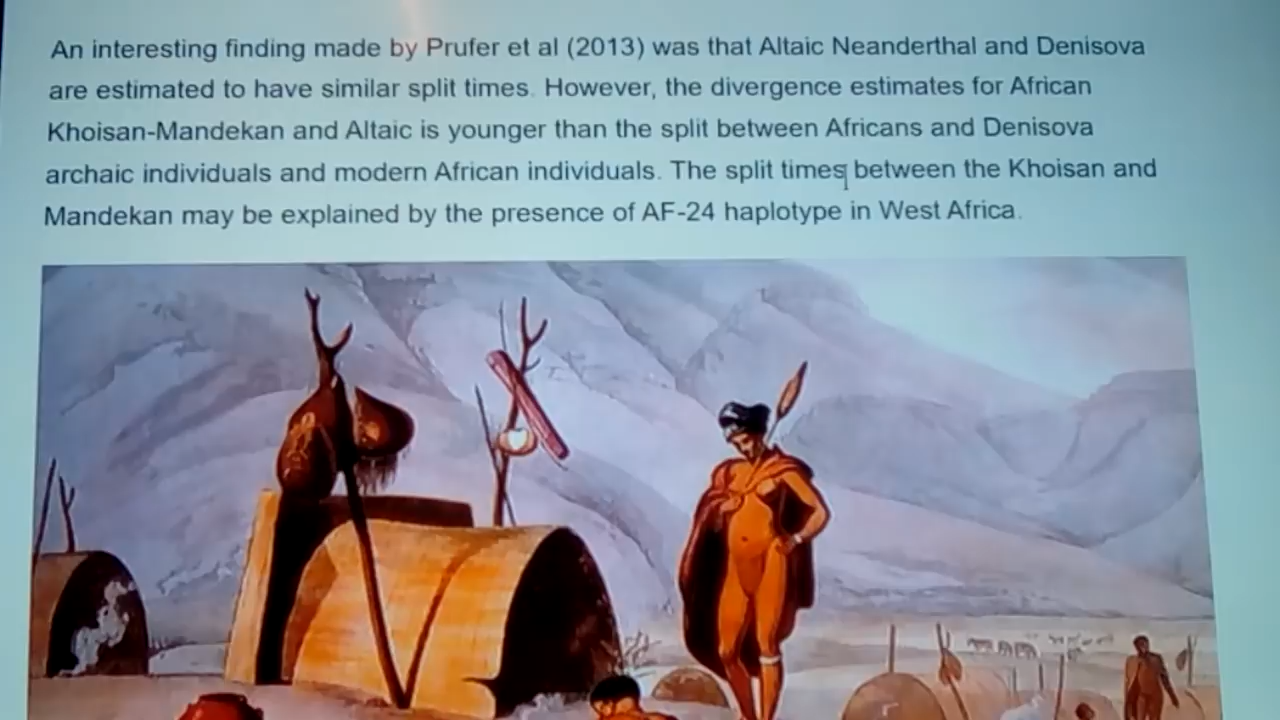 An interesting finding made by Prufer et al (2013) was that Altaic Neanderthal and Denisova
are estimated to have similar split times. However, the divergence estimates for African
Khoisan-Mandekan and Altaic is younger than the split between Africans and Denisova
archaic individuals and modern African individuals. The split times between the Khoisan and
Mandekan may be explained by the presence of AF-24 haplotype in West Africa.